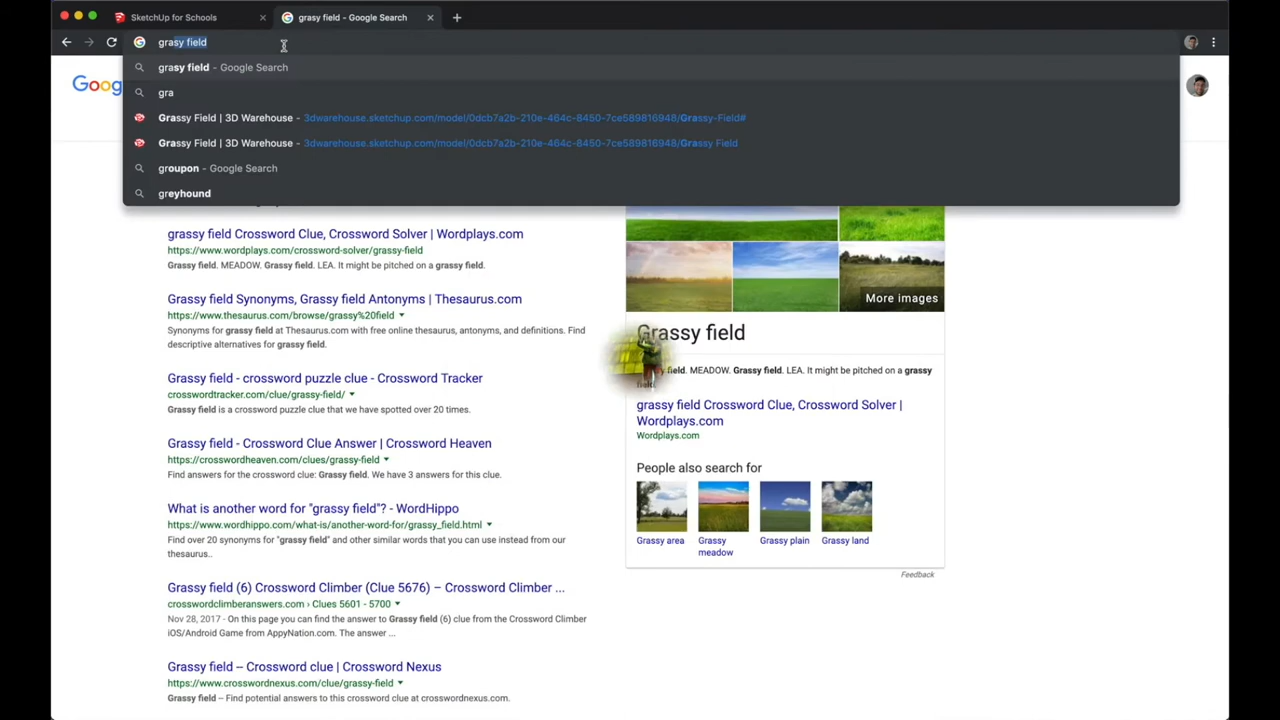 SketchUp for Schools
grasy field - Google Search
grasy field
grasy field - Google Search
gra
Grassy Field | 3D Warehouse - 3dwarehouse.sketchup.com/model/0dcb7a2b-210e-464c-8450-7ce589816948/Grassy-Field#
Grassy Field | 3D Warehouse - 3dwarehouse.sketchup.com/model/0dcb7a2b-210e-464c-8450-7ce589816948/Grassy Field
groupon - Google Search
greyhound
Goog
grassy field Crossword Clue, Crossword Solver | Wordplays.com
https://www.wordplays.com/crossword-solver/grassy-field
Grassy field. MEADOW. Grassy field. LEA. It might be pitched on a grassy field.
Grassy field Synonyms, Grassy field Antonyms | Thesaurus.com
https://www.thesaurus.com/browse/grassy%20field
Synonyms for grassy field at Thesaurus.com with free online thesaurus, antonyms, and definitions. Find
descriptive alternatives for grassy field.
Grassy field - crossword puzzle clue - Crossword Tracker
crosswordtracker.com/clue/grassy-field/
Grassy field is a crossword puzzle clue that we have spotted over 20 times.
Grassy field - Crossword Clue Answer | Crossword Heaven
https://crosswordheaven.com/clues/grassy-field
Find answers for the crossword clue: Grassy field. We have 3 answers for this clue.
What is another word for "grassy field"? - WordHippo
https://www.wordhippo.com/what-is/another-word-for/grassy_field.html
Find over 20 synonyms for "grassy field" and other similar words that you can use instead from our
thesaurus..
Grassy field (6) Crossword Climber (Clue 5676) – Crossword Climber ...
crosswordclimberanswers.com › Clues 5601 - 5700
Nov 28, 2017 - On this page you can find the answer to Grassy field (6) clue from the Crossword Climber
iOS/Android Game from AppyNation.com. The answer ...
Grassy field – Crossword clue | Crossword Nexus
https://www.crosswordnexus.com/clue/grassy-field
Grassy field – Find potential answers to this crossword clue at crosswordnexus.com.
More images
Grassy field
field. MEADOW. Grassy field. LEA. It might be pitched on a grassy
grassy field Crossword Clue, Crossword Solver |
Wordplays.com
Wordplays.com
People also search for
Grassy area
Grassy meadow
Grassy plain
Grassy land
Feedback